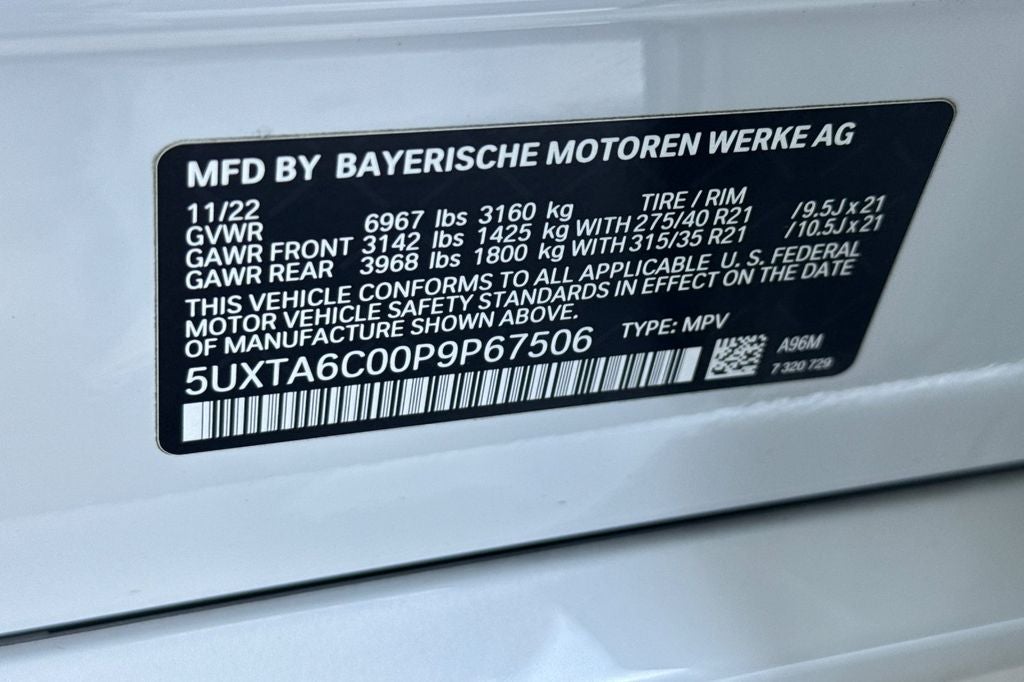 MFD BY BAYERISCHE MOTOREN WERKE AG
11/22 TIRE / RIM
GVWR 6967 lbs 3160 kg
GAWR FRONT 3142 lbs 1425 kg WITH 275/40 R21 /9.5J x 21
GAWR REAR 3968 lbs 1800 kg WITH 315/35 R21 /10.5J x 21
THIS VEHICLE CONFORMS TO ALL APPLICABLE U. S. FEDERAL
MOTOR VEHICLE SAFETY STANDARDS IN EFFECT ON THE DATE
OF MANUFACTURE SHOWN ABOVE.
5UXTA6C00P9P67506 TYPE: MPV
A96M
7 320 729